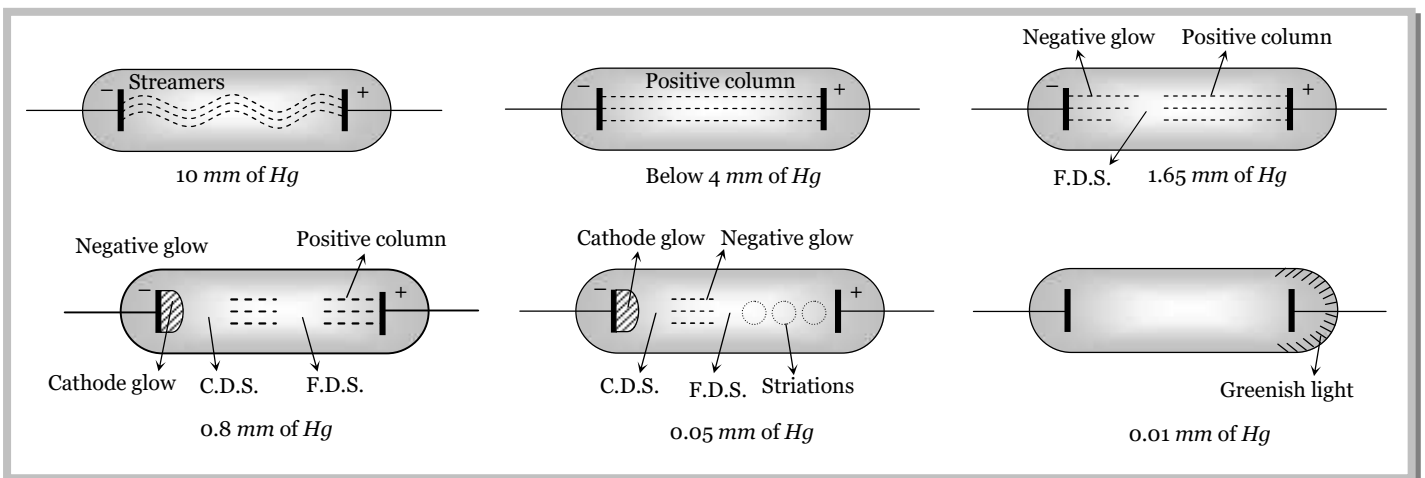 − Streamers +
10 mm of Hg
− Positive column +
Below 4 mm of Hg
Negative glow Positive column
− +
F.D.S. 1.65 mm of Hg
Negative glow Positive column
− +
Cathode glow C.D.S. F.D.S.
0.8 mm of Hg
Cathode glow Negative glow
− +
C.D.S. F.D.S. Striations
0.05 mm of Hg
Greenish light
0.01 mm of Hg